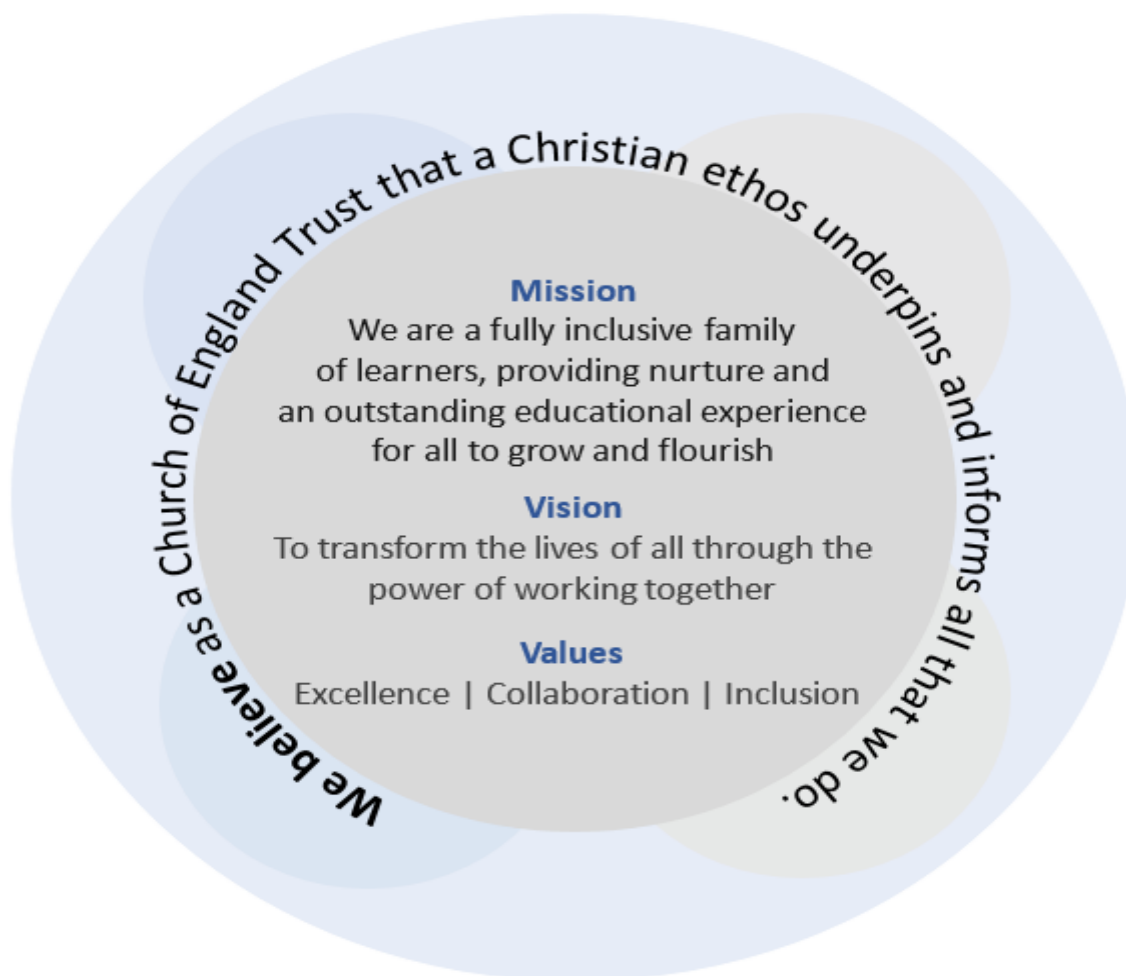 We believe as a Church of England Trust that a Christian ethos underpins and informs all that we do.
Mission
We are a fully inclusive family
of learners, providing nurture and
an outstanding educational experience
for all to grow and flourish
Vision
To transform the lives of all through the
power of working together
Values
Excellence | Collaboration | Inclusion